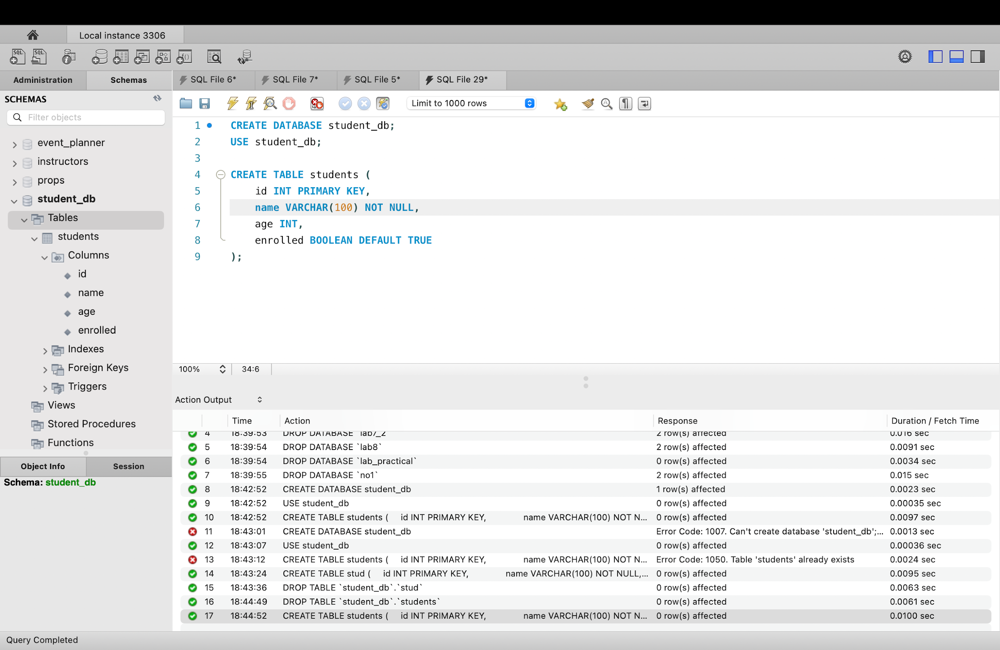 Local instance 3306
SQL
SQL
Administration
Schemas
SQL File 6*
SQL File 7*
SQL File 5*
SQL File 29*
SCHEMAS
Filter objects
event_planner
instructors
props
student_db
Tables
students
Columns
id
name
age
enrolled
Indexes
Foreign Keys
Triggers
Views
Stored Procedures
Functions
Object Info
Session
Schema: student_db
Limit to 1000 rows
1 CREATE DATABASE student_db;
2 USE student_db;
3
4 CREATE TABLE students (
5 id INT PRIMARY KEY,
6 name VARCHAR(100) NOT NULL,
7 age INT,
8 enrolled BOOLEAN DEFAULT TRUE
9 );
100% 34:6
Action Output
Time Action Response Duration / Fetch Time
4 18:39:53 DROP DATABASE `lab7_2` 2 row(s) affected 0.016 sec
5 18:39:54 DROP DATABASE `lab8` 2 row(s) affected 0.0091 sec
6 18:39:54 DROP DATABASE `lab_practical` 0 row(s) affected 0.0034 sec
7 18:39:55 DROP DATABASE `no1` 2 row(s) affected 0.015 sec
8 18:42:52 CREATE DATABASE student_db 1 row(s) affected 0.0023 sec
9 18:42:52 USE student_db 0 row(s) affected 0.00035 sec
10 18:42:52 CREATE TABLE students ( id INT PRIMARY KEY, name VARCHAR(100) NOT N... 0 row(s) affected 0.0097 sec
11 18:43:01 CREATE DATABASE student_db Error Code: 1007. Can't create database 'student_db';... 0.0013 sec
12 18:43:07 USE student_db 0 row(s) affected 0.00036 sec
13 18:43:12 CREATE TABLE students ( id INT PRIMARY KEY, name VARCHAR(100) NOT N... Error Code: 1050. Table 'students' already exists 0.0024 sec
14 18:43:24 CREATE TABLE stud ( id INT PRIMARY KEY, name VARCHAR(100) NOT NULL,... 0 row(s) affected 0.0095 sec
15 18:43:36 DROP TABLE `student_db`.`stud` 0 row(s) affected 0.0063 sec
16 18:44:49 DROP TABLE `student_db`.`students` 0 row(s) affected 0.0061 sec
17 18:44:52 CREATE TABLE students ( id INT PRIMARY KEY, name VARCHAR(100) NOT N... 0 row(s) affected 0.0100 sec
Query Completed